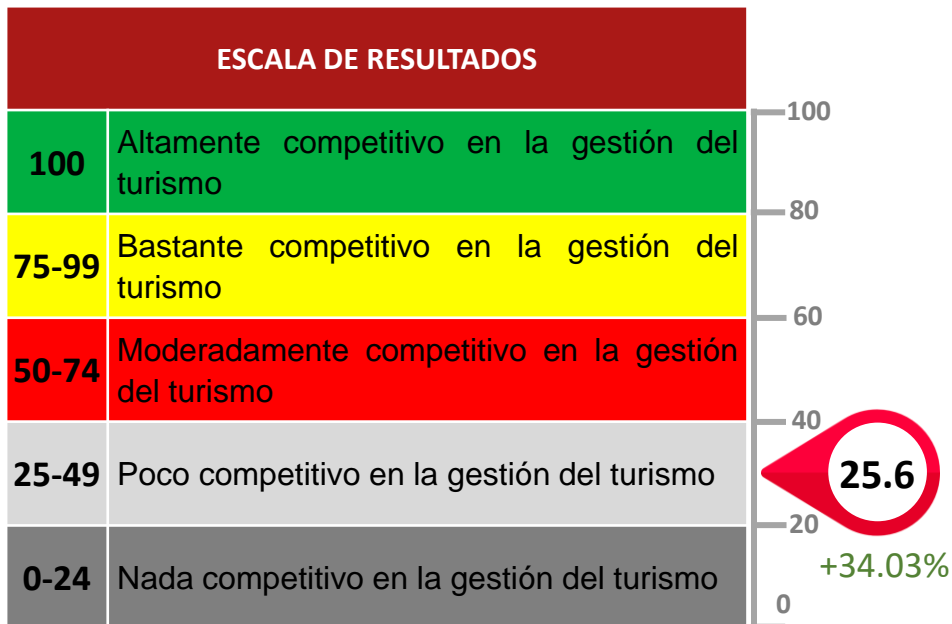 ESCALA DE RESULTADOS
100
Altamente competitivo en la gestión del
turismo
75-99
Bastante competitivo en la gestión del
turismo
50-74
Moderadamente competitivo en la gestión
del turismo
25-49
Poco competitivo en la gestión del turismo
0-24
Nada competitivo en la gestión del turismo
100
80
60
40
20
0
25.6
+34.03%